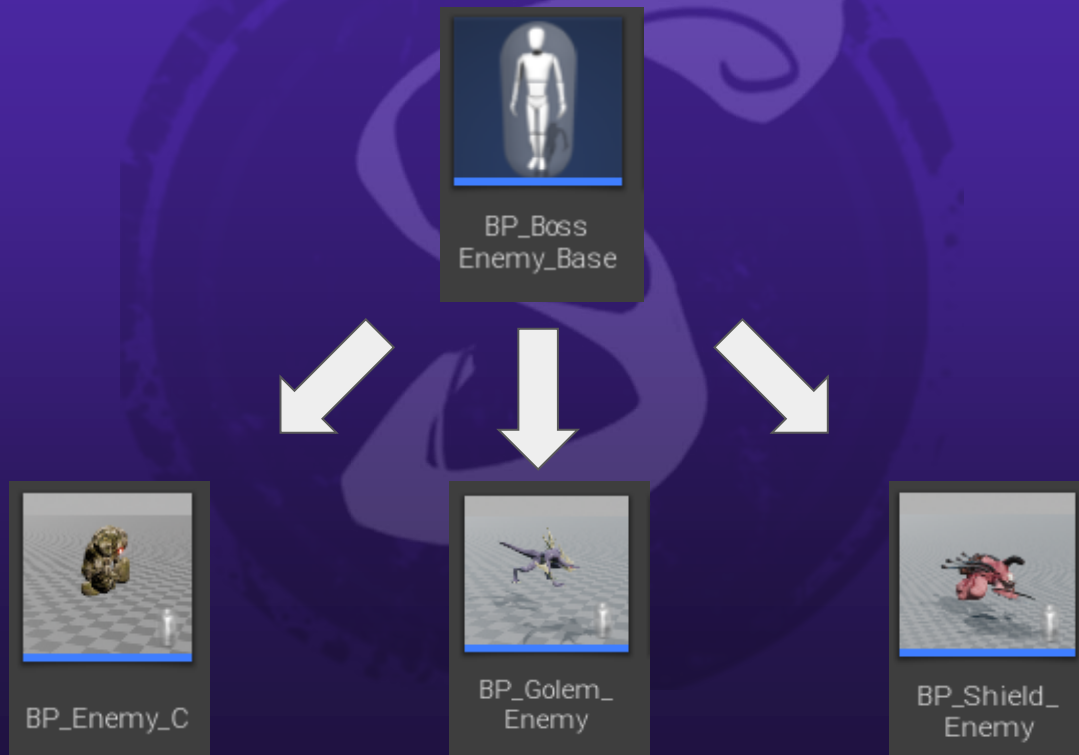 BP_Boss
Enemy_Base
BP_Enemy_C
BP_Golem_
Enemy
BP_Shield_
Enemy